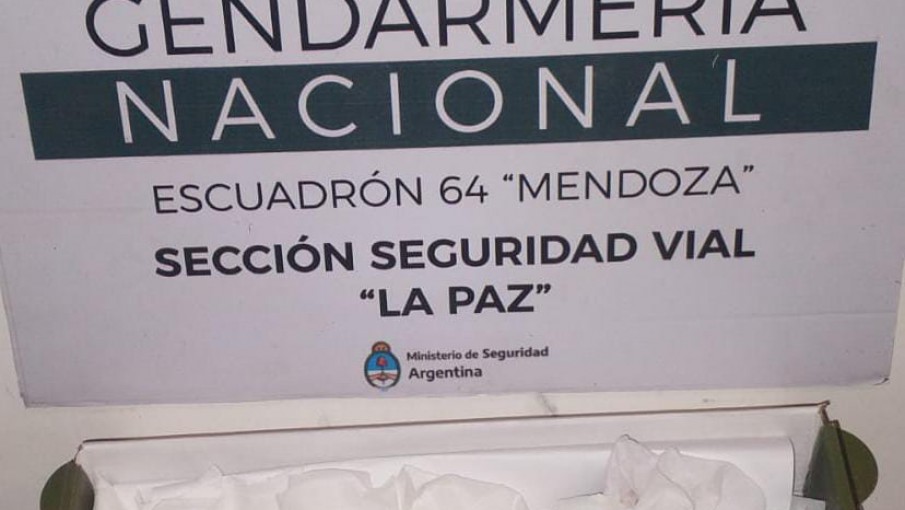 GENDARMERÍA
NACIONAL
ESCUADRÓN 64 “MENDOZA”
SECCIÓN SEGURIDAD VIAL
“LA PAZ”
Ministerio de Seguridad
Argentina